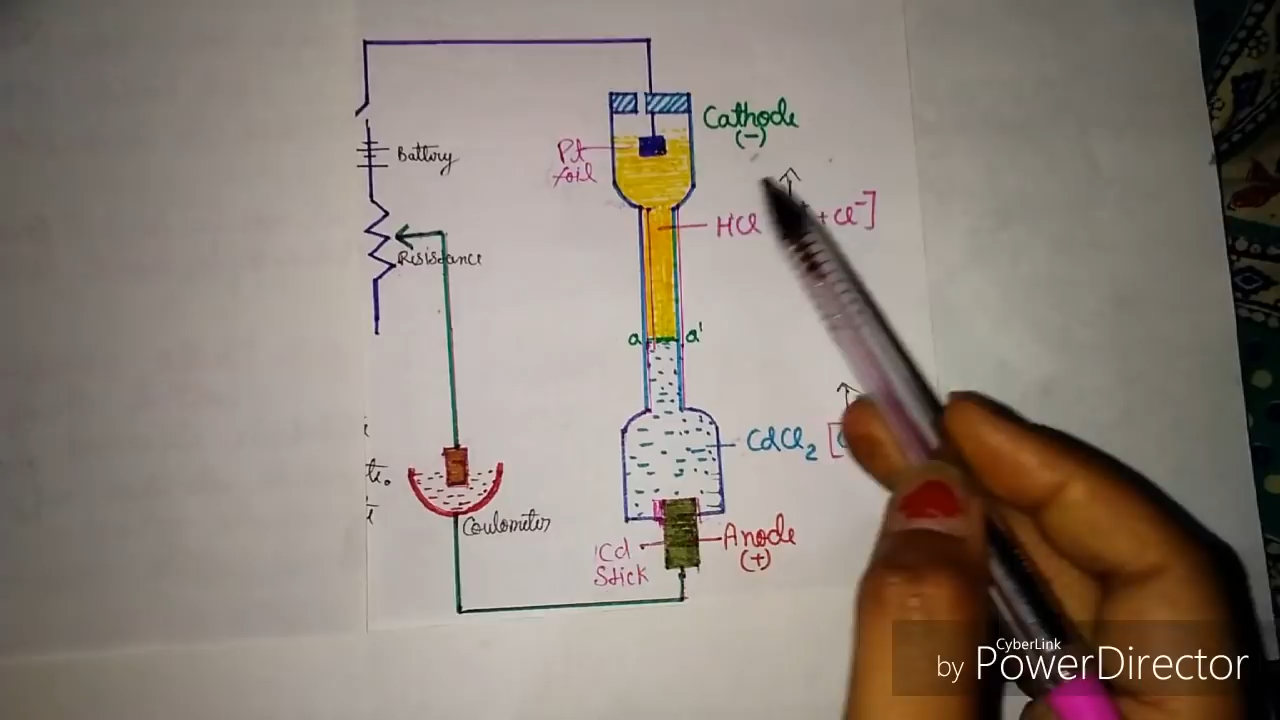 Cathode
(-)
Battery
Pt
foil
HCl
+ Cl⁻]
Resistance
a
a'
CdCl₂ [
Coulometer
Cd
Stick
Anode
(+)
CyberLink
by PowerDirector